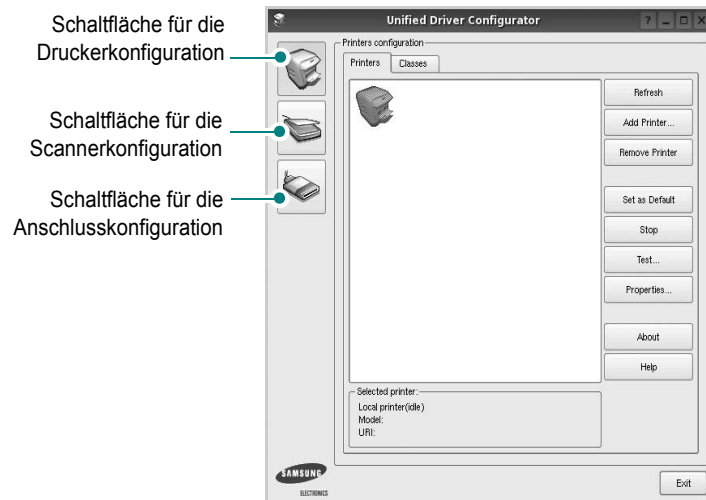 Schaltfläche für die
Druckerkonfiguration
Schaltfläche für die
Scannerkonfiguration
Schaltfläche für die
Anschlusskonfiguration
Unified Driver Configurator
Printers configuration
Printers
Classes
Refresh
Add Printer...
Remove Printer
Set as Default
Stop
Test...
Properties...
About
Help
Selected printer:
Local printer(idle)
Model:
URI:
SAMSUNG
ELECTRONICS
Exit